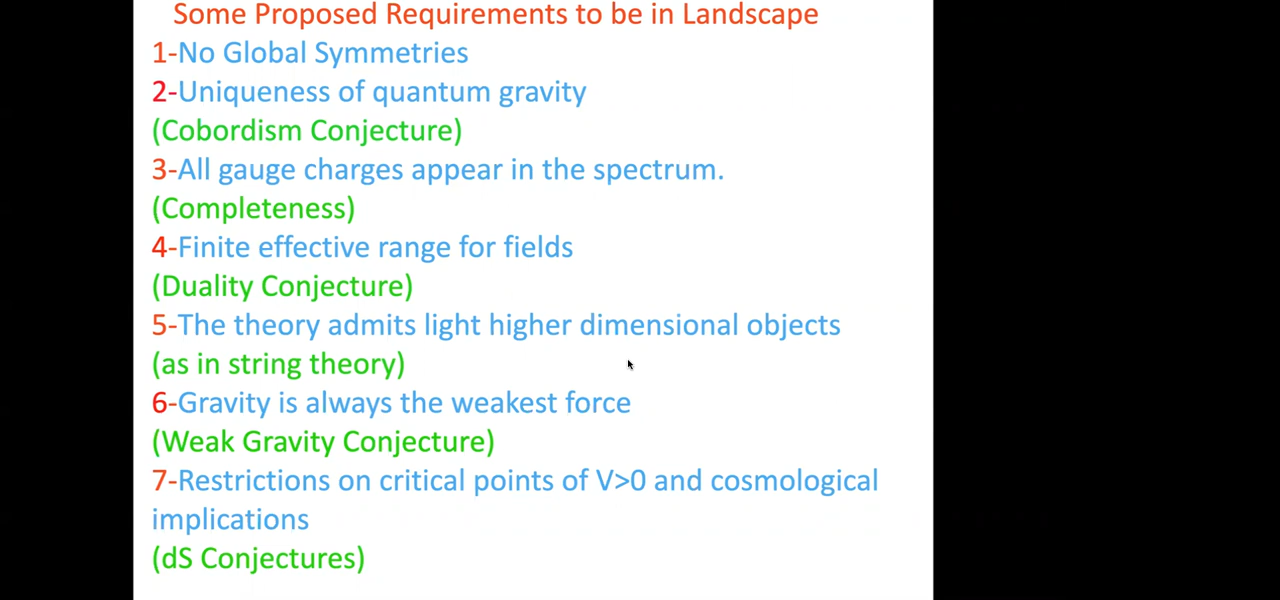 Some Proposed Requirements to be in Landscape
1-No Global Symmetries
2-Uniqueness of quantum gravity
(Cobordism Conjecture)
3-All gauge charges appear in the spectrum.
(Completeness)
4-Finite effective range for fields
(Duality Conjecture)
5-The theory admits light higher dimensional objects
(as in string theory)
6-Gravity is always the weakest force
(Weak Gravity Conjecture)
7-Restrictions on critical points of V>0 and cosmological
implications
(dS Conjectures)